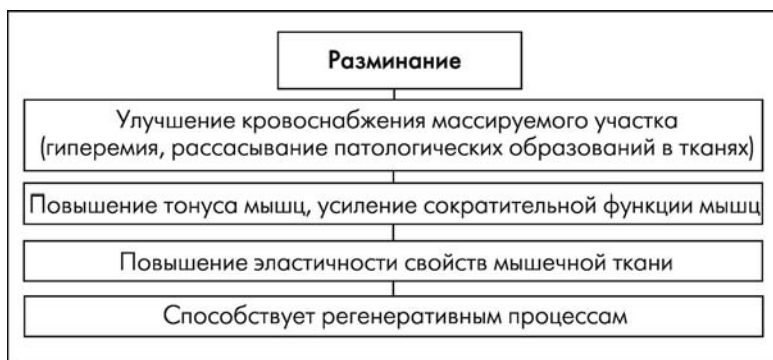 Разминание
Улучшение кровоснабжения массируемого участка
(гиперемия, рассасывание патологических образований в тканях)
Повышение тонуса мышц, усиление сократительной функции мышц
Повышение эластичности свойств мышечной ткани
Способствует регенеративным процессам